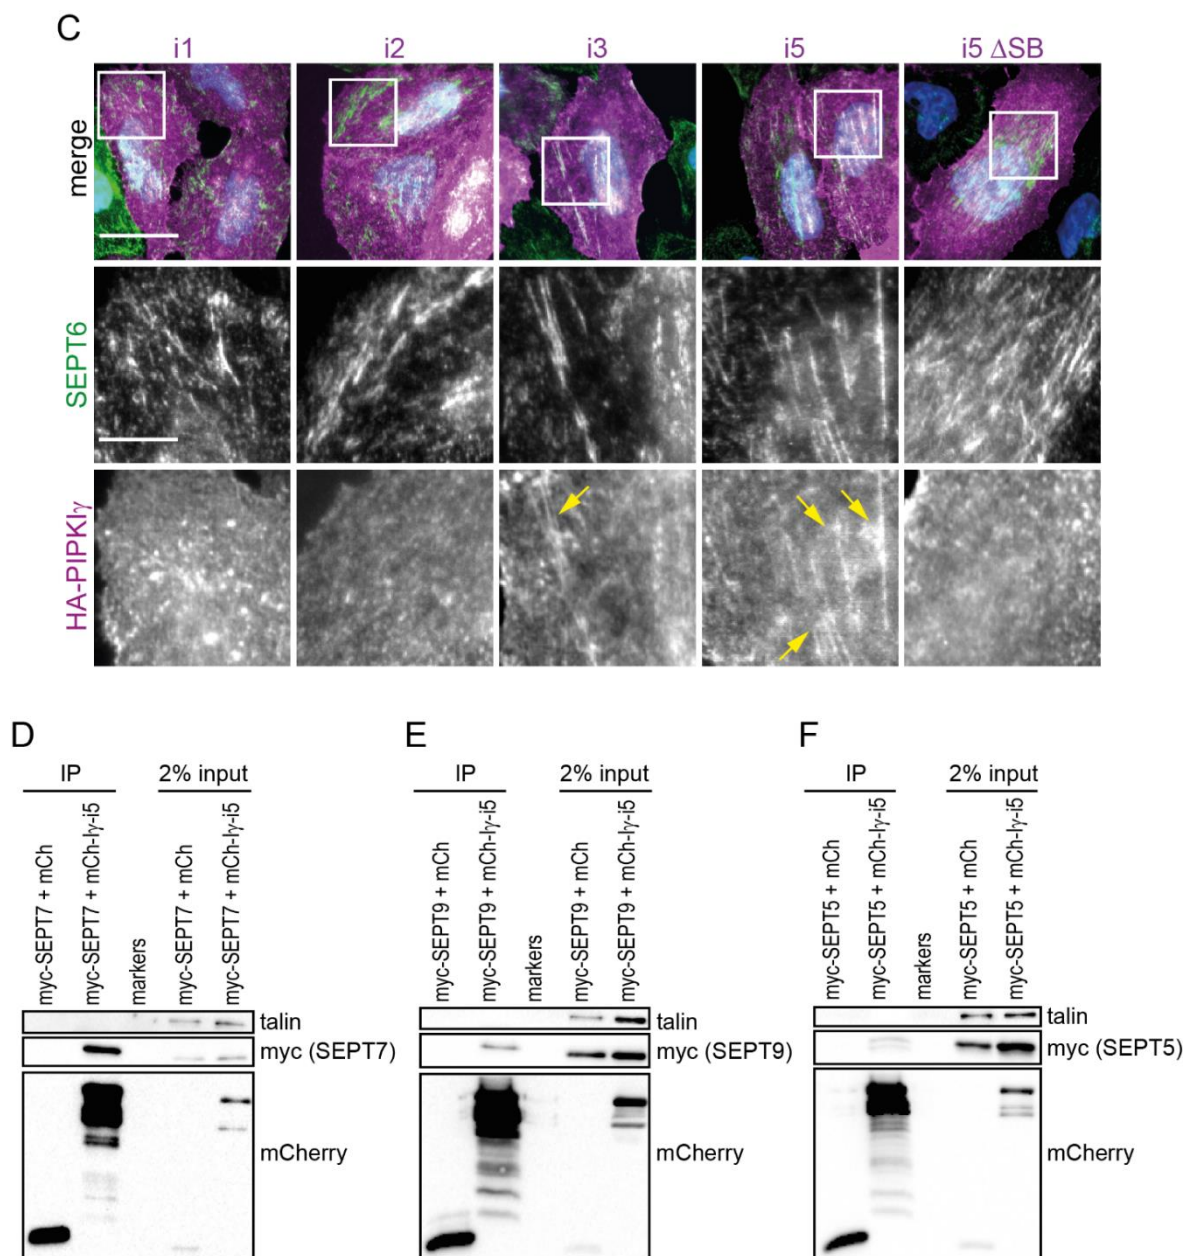 C
i1 i2 i3 i5 i5 ΔSB
merge
SEPT6
HA-PIPKIγ
D
IP 2% input
myc-SEPT7 + mCh
myc-SEPT7 + mCh-Iγ-i5
markers
myc-SEPT7 + mCh
myc-SEPT7 + mCh-Iγ-i5
talin
myc (SEPT7)
mCherry
E
IP 2% input
myc-SEPT9 + mCh
myc-SEPT9 + mCh-Iγ-i5
markers
myc-SEPT9 + mCh
myc-SEPT9 + mCh-Iγ-i5
talin
myc (SEPT9)
mCherry
F
IP 2% input
myc-SEPT5 + mCh
myc-SEPT5 + mCh-Iγ-i5
markers
myc-SEPT5 + mCh
myc-SEPT5 + mCh-Iγ-i5
talin
myc (SEPT5)
mCherry